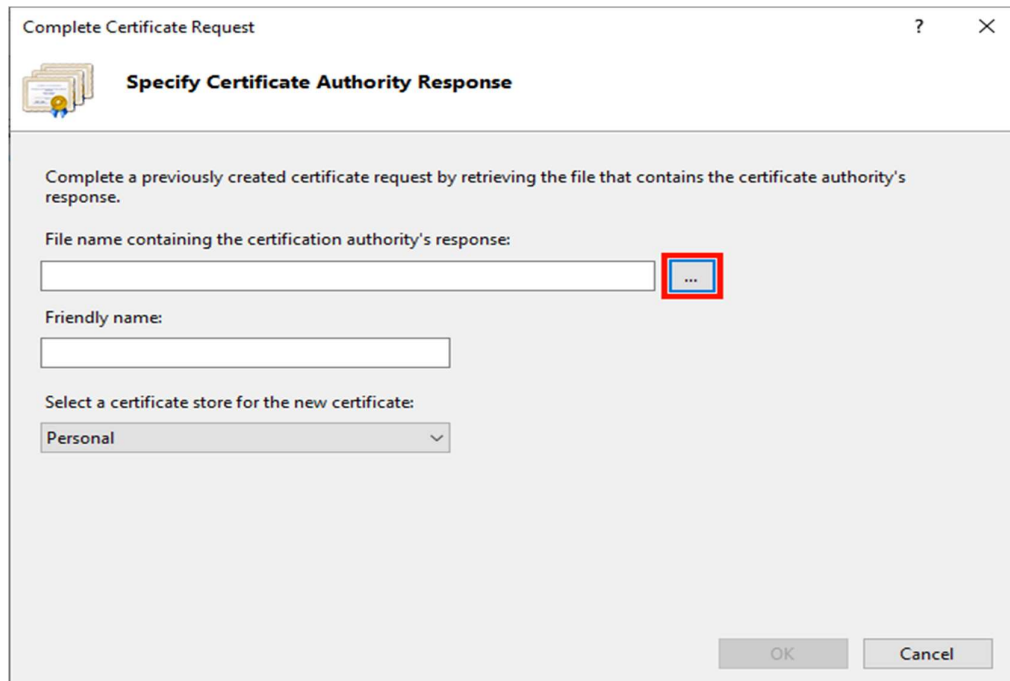 Complete Certificate Request
?
Specify Certificate Authority Response
Complete a previously created certificate request by retrieving the file that contains the certificate authority's
response.
File name containing the certification authority's response:
...
Friendly name:
Select a certificate store for the new certificate:
Personal
OK
Cancel